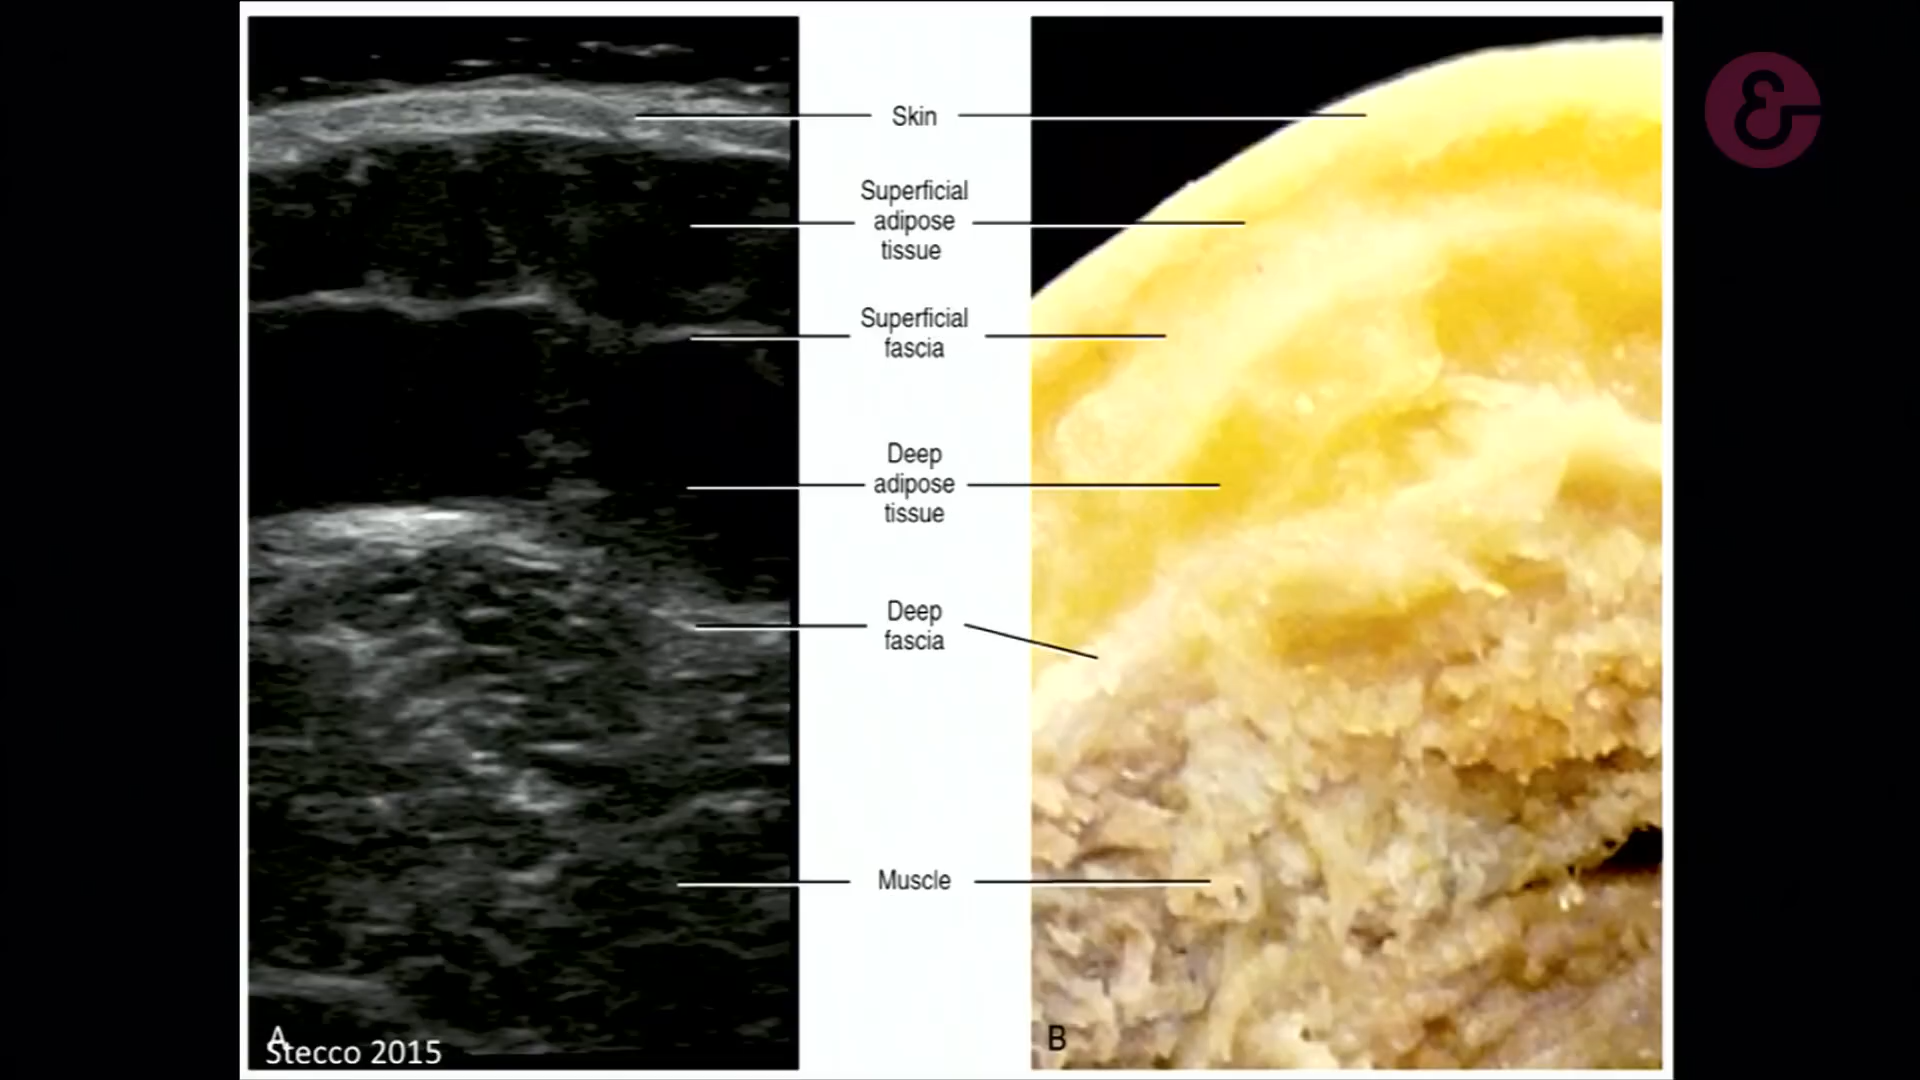 Skin
Superficial
adipose
tissue
Superficial
fascia
Deep
adipose
tissue
Deep
fascia
Muscle
A
Stecco 2015
B
&